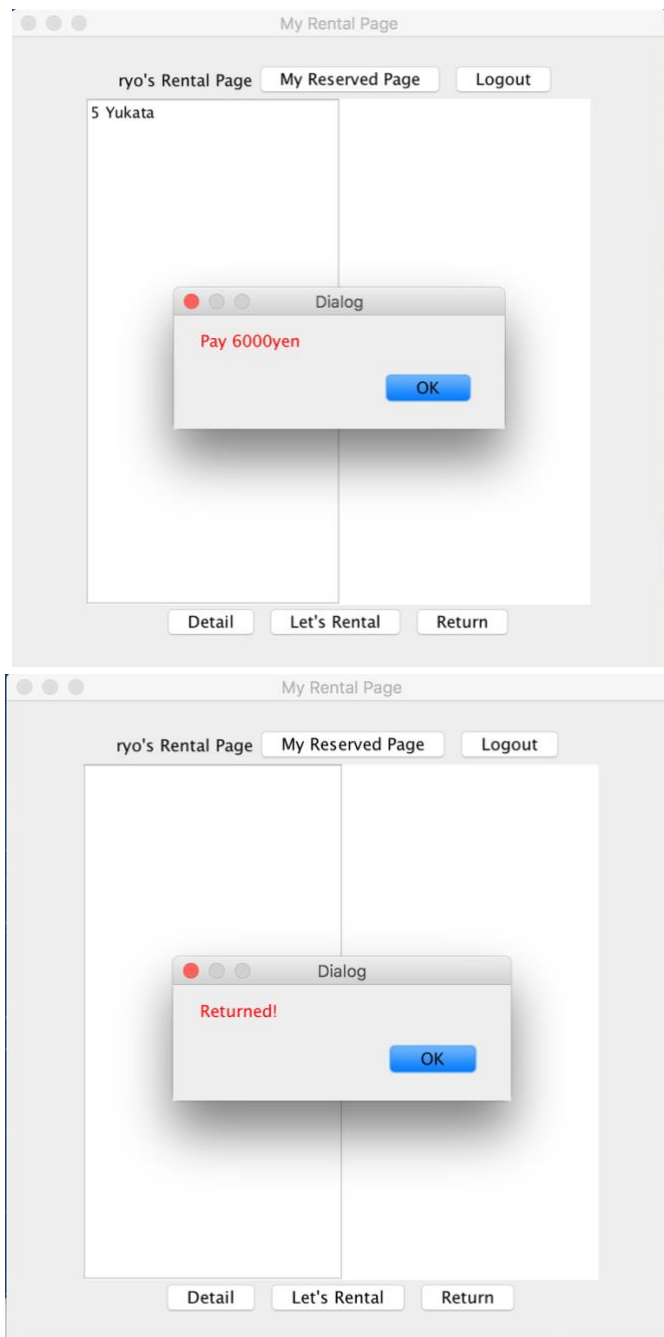 My Rental Page
ryo's Rental Page My Reserved Page Logout
5 Yukata
Dialog
Pay 6000yen
OK
Detail Let's Rental Return
My Rental Page
ryo's Rental Page My Reserved Page Logout
Dialog
Returned!
OK
Detail Let's Rental Return